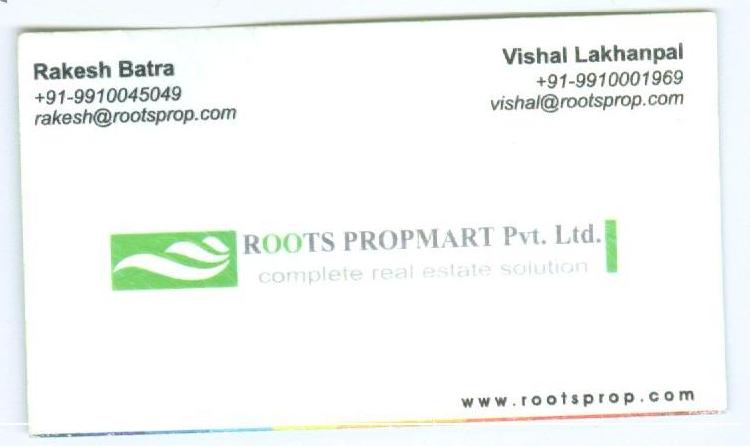 Rakesh Batra
+91-9910045049
rakesh@rootsprop.com
Vishal Lakhanpal
+91-9910001969
vishal@rootsprop.com
ROOTS PROPMART Pvt. Ltd.
complete real estate solution
www.rootsprop.com